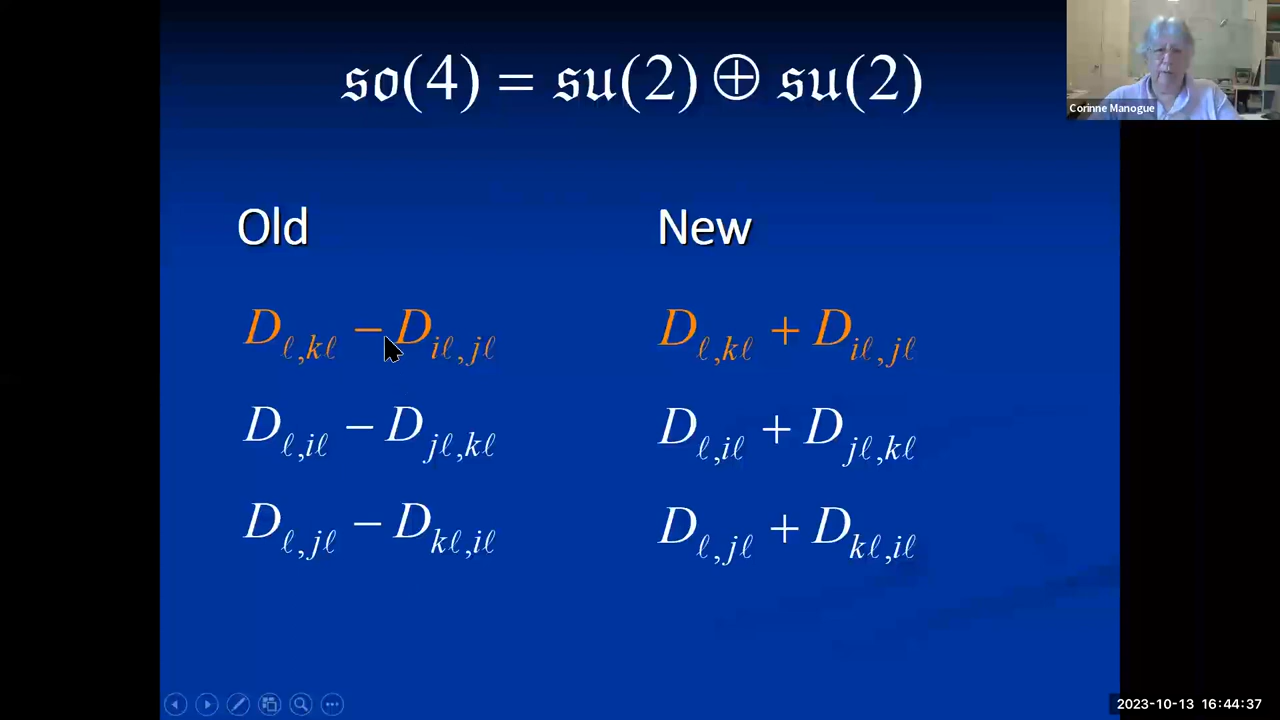 𝔰𝔬(4) = 𝔰𝔲(2) ⊕ 𝔰𝔲(2)
Corinne Manogue
Old New
D_{ℓ,kℓ} − D_{iℓ,jℓ} D_{ℓ,kℓ} + D_{iℓ,jℓ}
D_{ℓ,iℓ} − D_{jℓ,kℓ} D_{ℓ,iℓ} + D_{jℓ,kℓ}
D_{ℓ,jℓ} − D_{kℓ,iℓ} D_{ℓ,jℓ} + D_{kℓ,iℓ}
2023-10-13 16:44:37